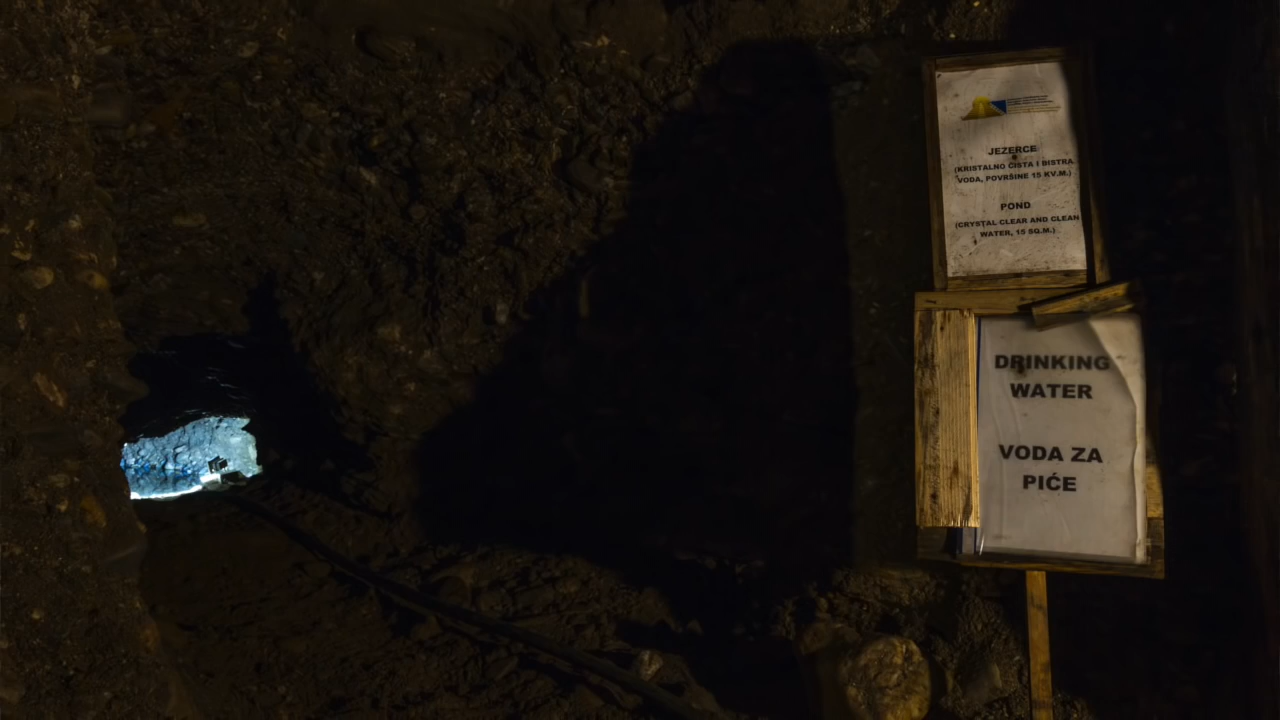 JEZERCE
(KRISTALNO ČISTA I BISTRA
VODA, POVRŠINE 15 KV.M.)
POND
(CRYSTAL CLEAR AND CLEAN
WATER, 15 SQ.M.)
DRINKING
WATER
VODA ZA
PIĆE